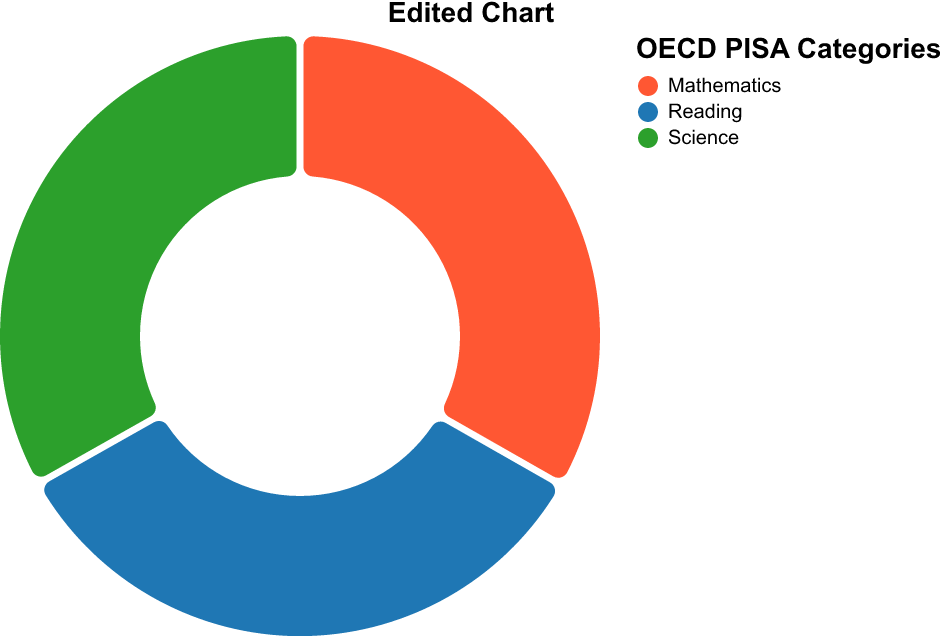 Edited Chart
OECD PISA Categories
Mathematics
Reading
Science